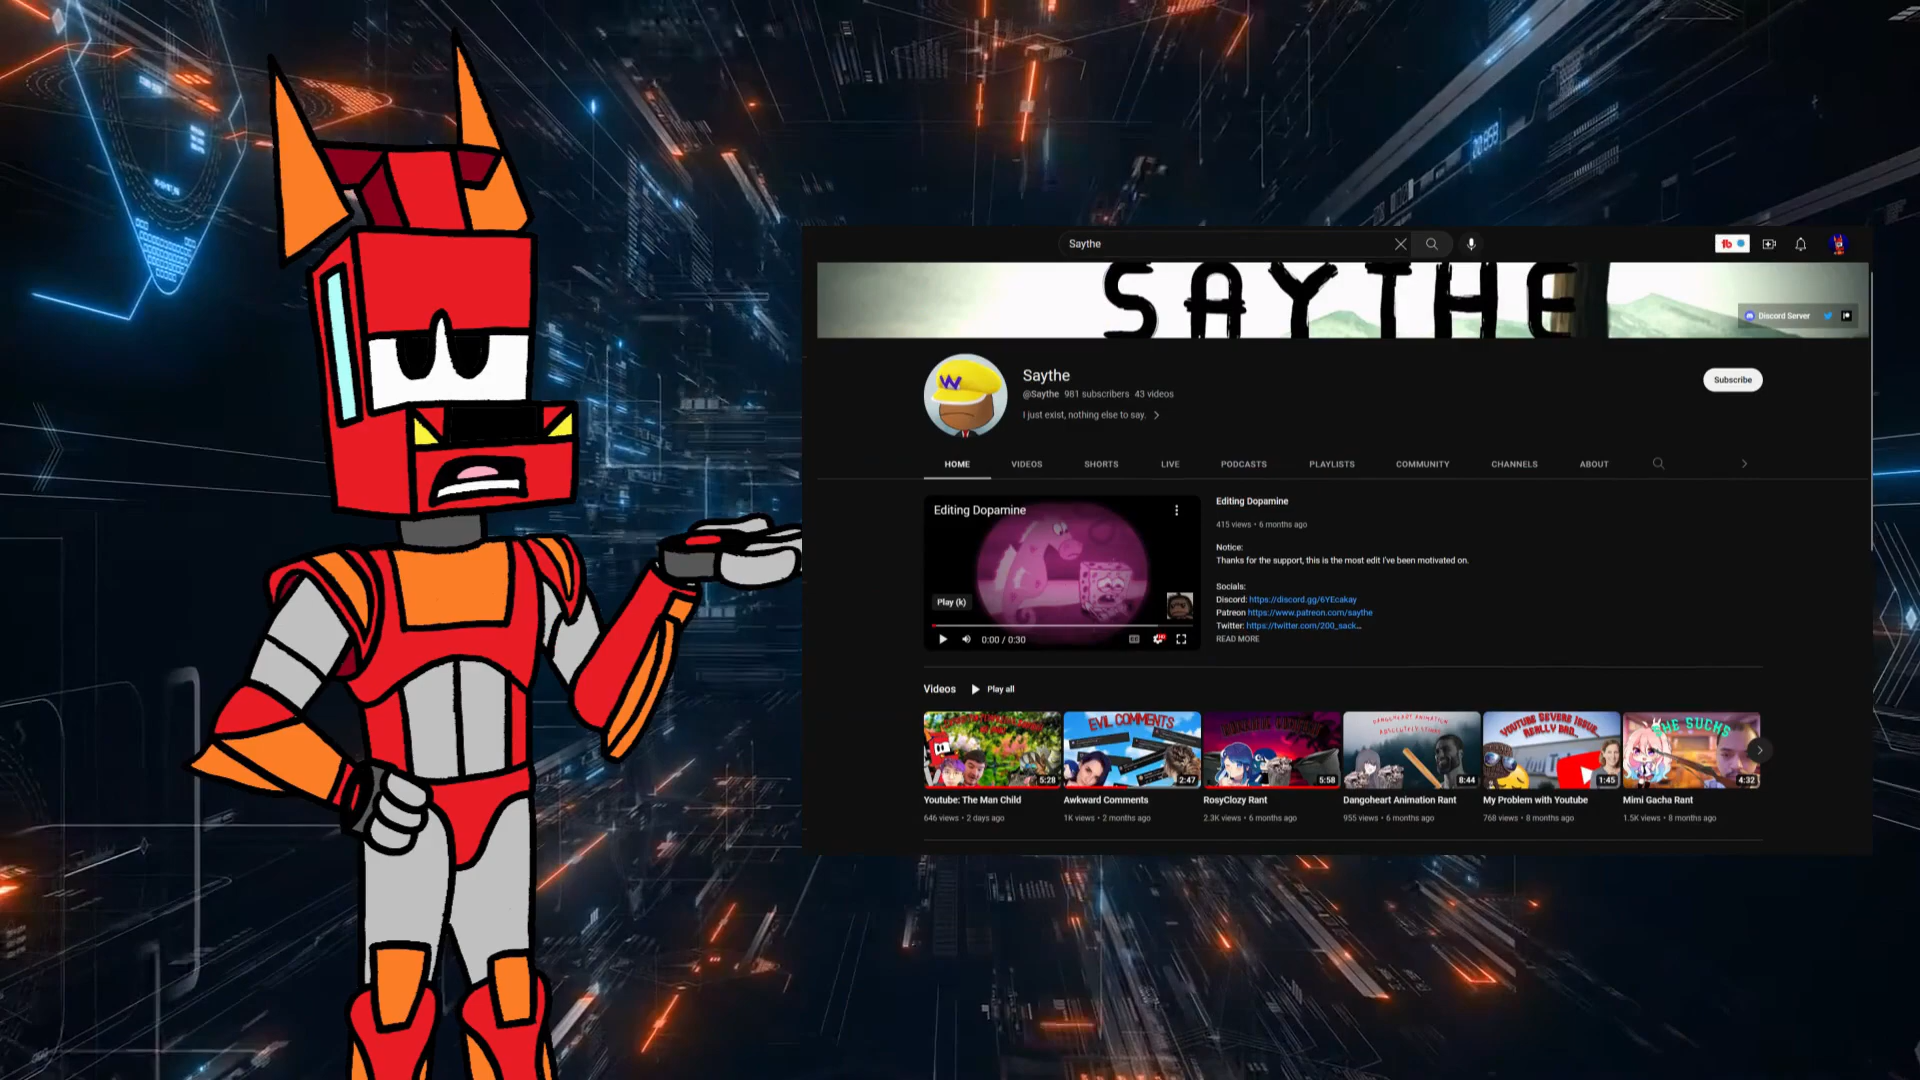 Saythe
SAYTHE
Discord Server
W
Saythe
@Saythe 981 subscribers 43 videos
I just exist, nothing else to say.
Subscribe
HOME VIDEOS SHORTS LIVE PODCASTS PLAYLISTS COMMUNITY CHANNELS ABOUT
Editing Dopamine
Play (k)
0:00 / 0:30
Editing Dopamine
415 views • 6 months ago
Notice:
Thanks for the support, this is the most edit I've been motivated on.
Socials:
Discord: https://discord.gg/6YEcakay
Patreon https://www.patreon.com/saythe
Twitter: https://twitter.com/200_sack...
READ MORE
Videos Play all
5:28
EVIL COMMENTS
2:47
5:58
DANGOHEART ANIMATION
ABSOLUTELY STINKS
8:44
YOUTUBE SEVERE ISSUE
REALLY BAD...
1:45
SHE SUCKS
4:32
Youtube: The Man Child Awkward Comments RosyClozy Rant Dangoheart Animation Rant My Problem with Youtube Mimi Gacha Rant
646 views • 2 days ago 1K views • 2 months ago 2.3K views • 6 months ago 955 views • 6 months ago 768 views • 8 months ago 1.5K views • 8 months ago